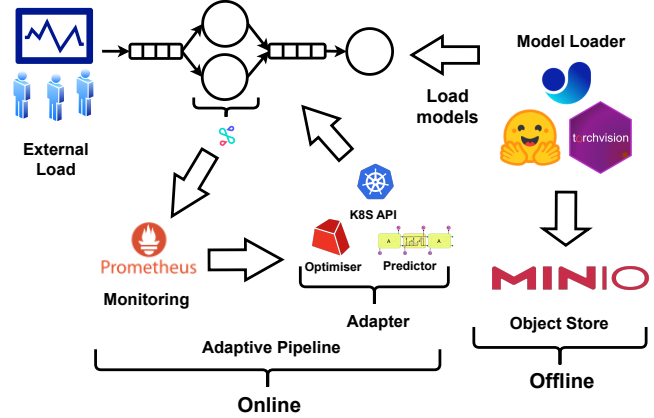 Model Loader
Load
models
torchvision
External
Load
K8S API
Prometheus
Optimiser
Predictor
A
A
MINIO
Monitoring
Adapter
Object Store
Adaptive Pipeline
Online
Offline